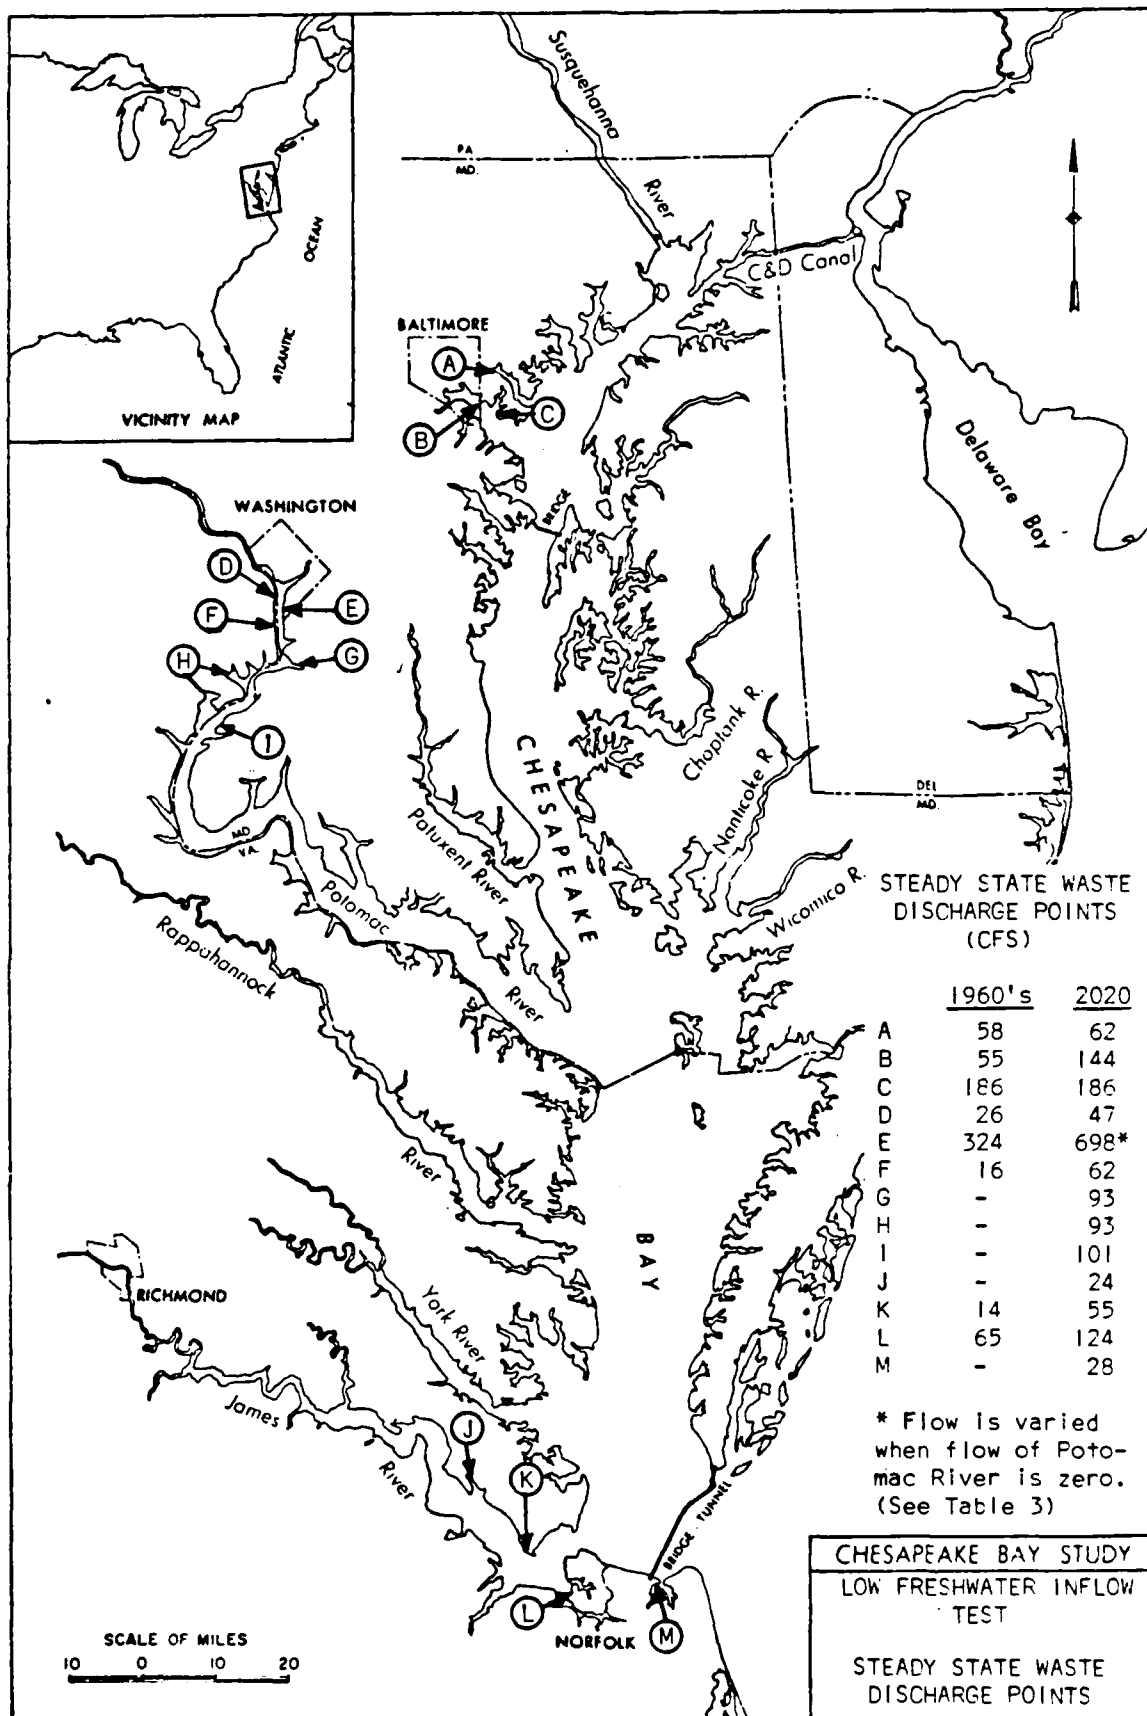 Susquehanna
River
PA
MD.
C&D Canal
OCEAN
ATLANTIC
VICINITY MAP
BALTIMORE
A
C
B
BRIDGE
Delaware Bay
WASHINGTON
D
E
F
G
H
I
Choptank R.
Nanticoke R.
CHESAPEAKE
DEL
MD.
MD
VA.
Patuxent River
Potomac
River
Wicomico R.
Rappahannock
River
STEADY STATE WASTE
DISCHARGE POINTS
(CFS)
1960's 2020
A 58 62
B 55 144
C 186 186
D 26 47
E 324 698*
F 16 62
G - 93
H - 93
I - 101
J - 24
K 14 55
L 65 124
M - 28
* Flow is varied
when flow of Poto-
mac River is zero.
(See Table 3)
BAY
RICHMOND
York River
James
River
J
K
BRIDGE - TUNNEL
L
NORFOLK
M
SCALE OF MILES
10 0 10 20
CHESAPEAKE BAY STUDY
LOW FRESHWATER INFLOW
TEST
STEADY STATE WASTE
DISCHARGE POINTS